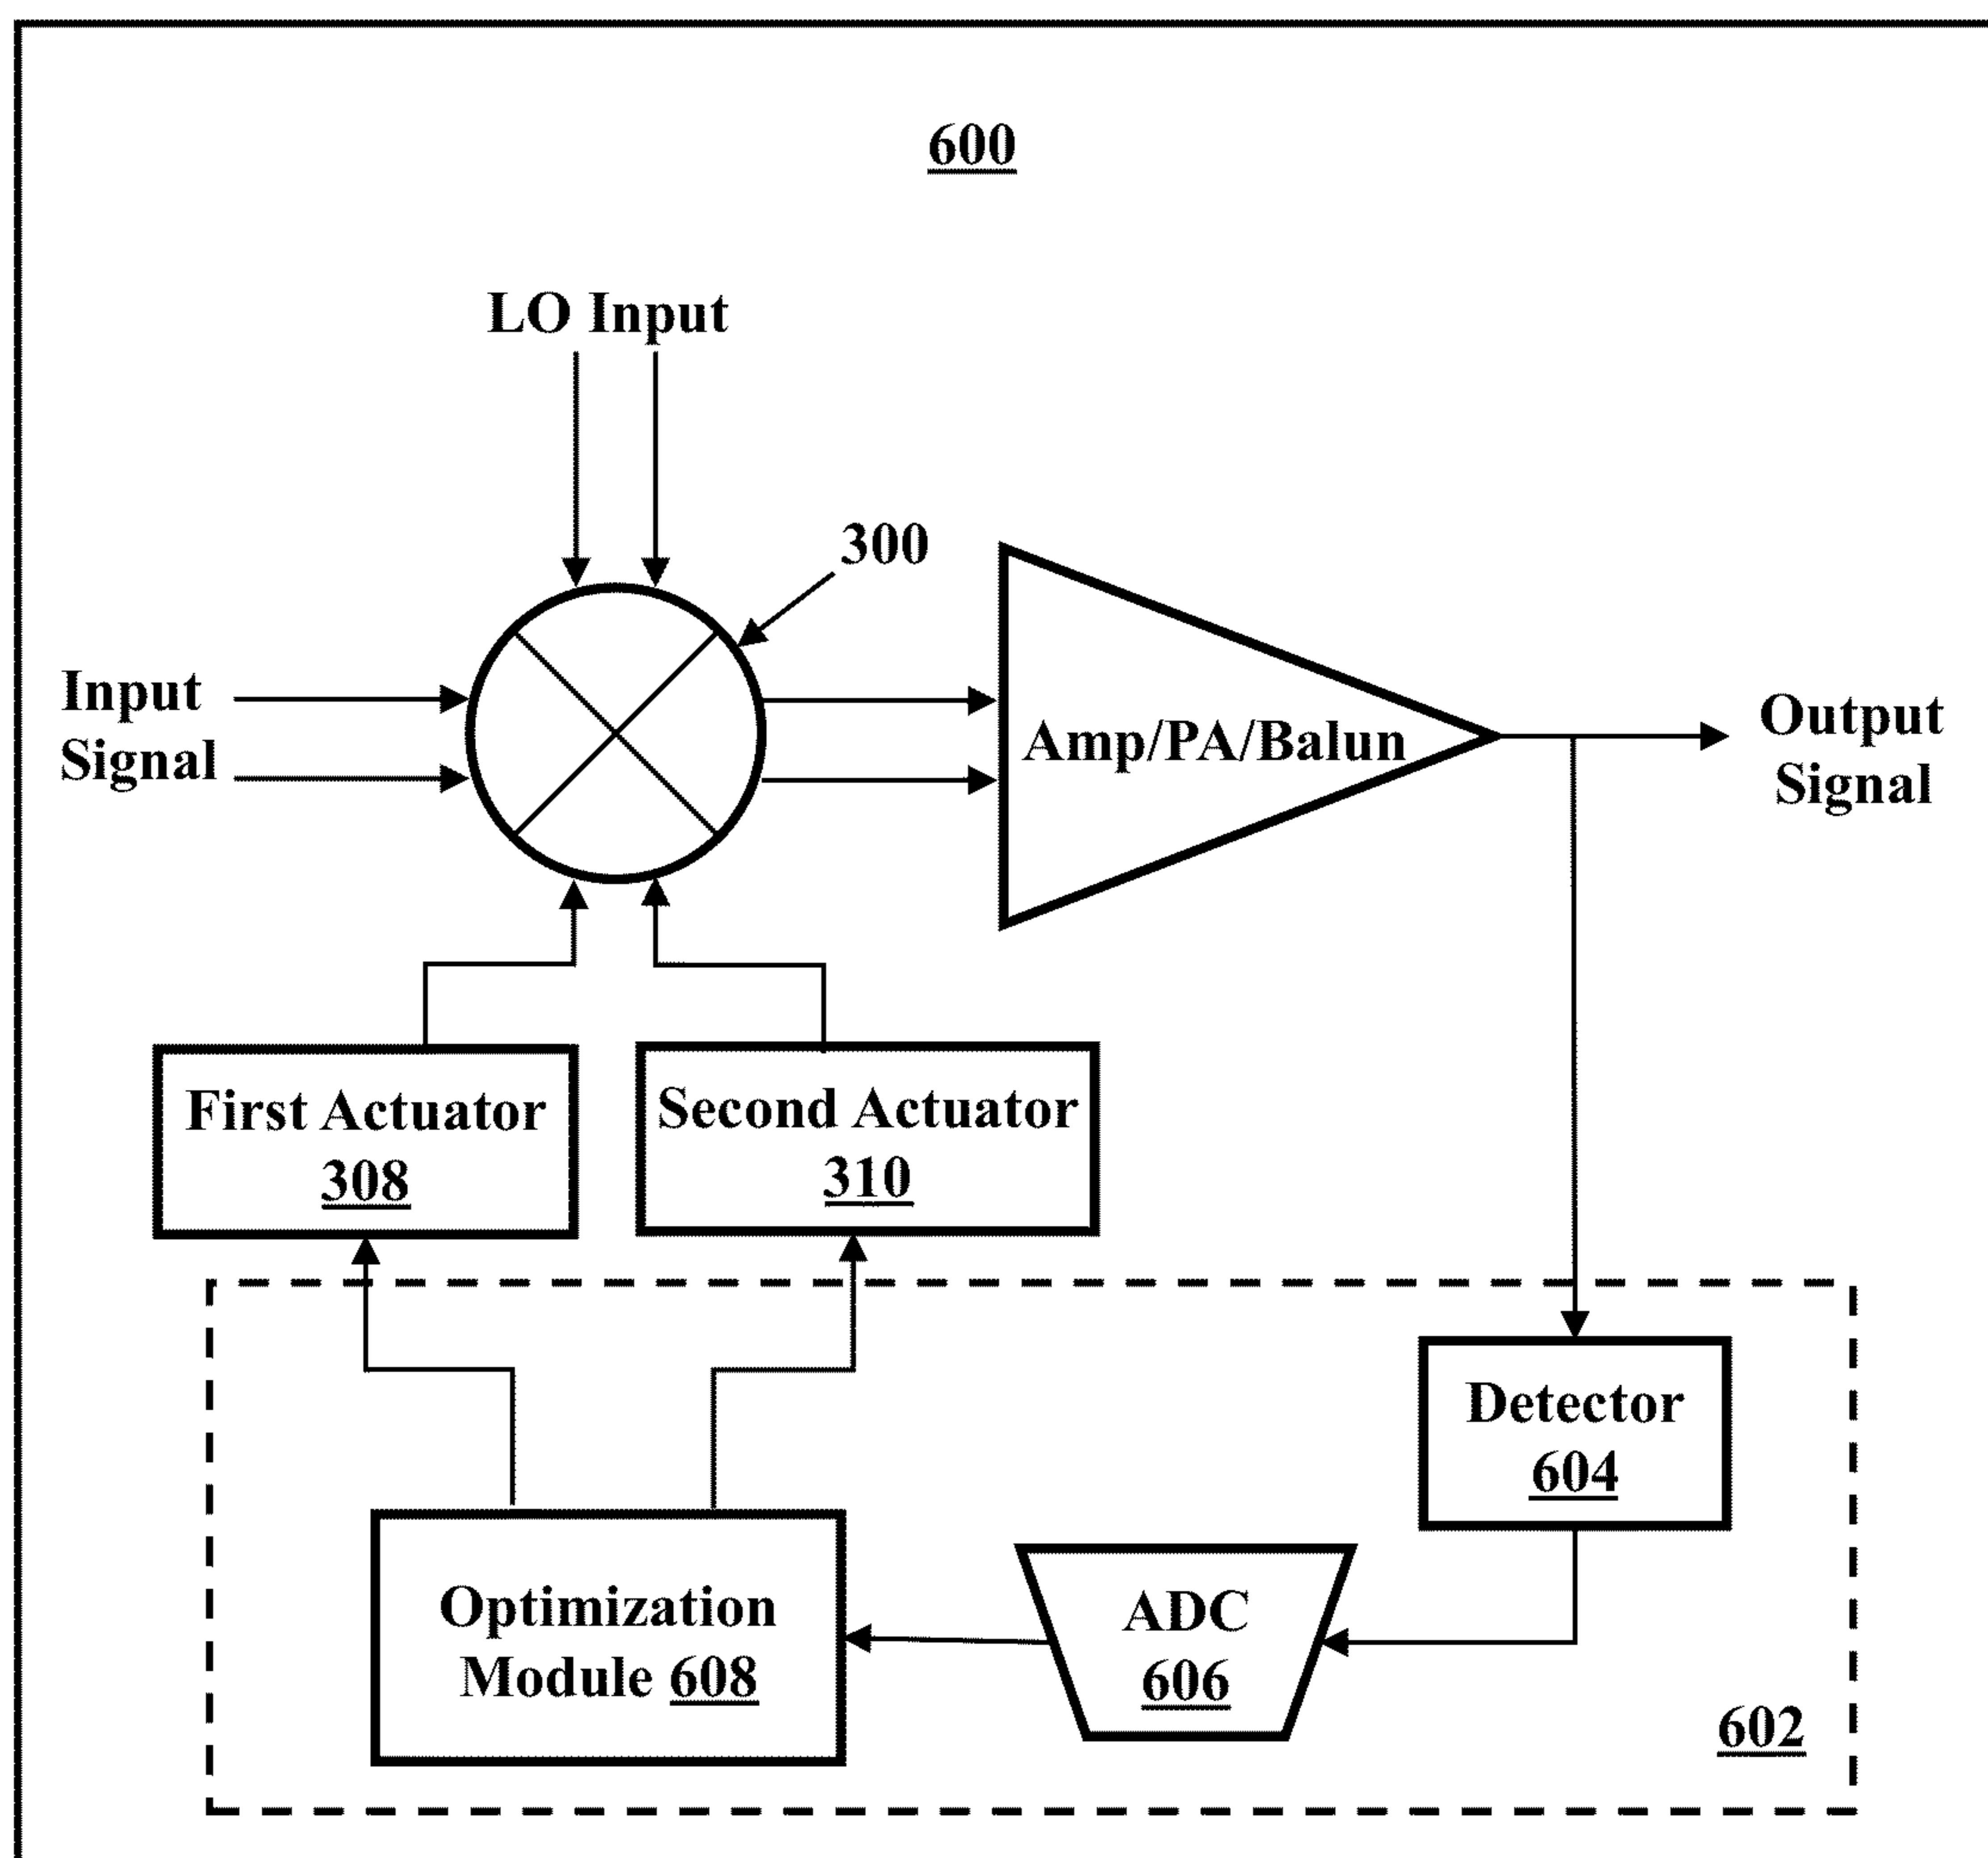 600
LO Input
300
Input
Signal
Amp/PA/Balun
Output
Signal
First Actuator
308
Second Actuator
310
Detector
604
Optimization
Module 608
ADC
606
602